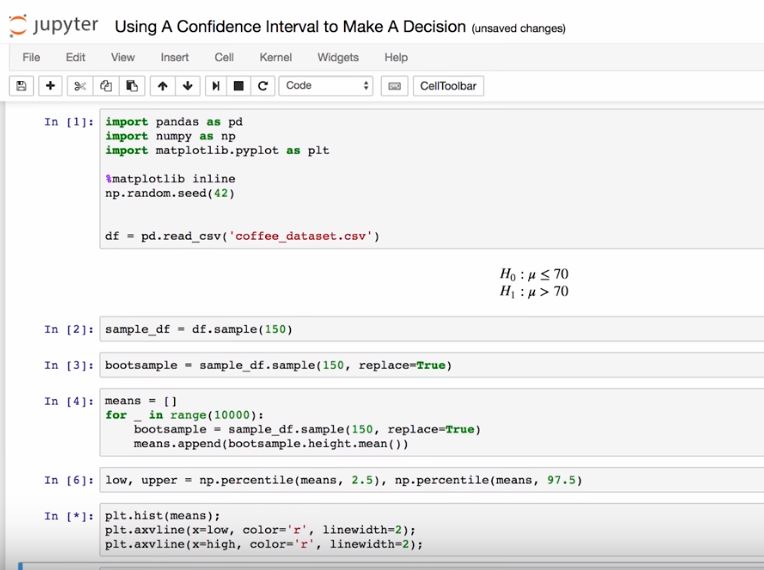 jupyter Using A Confidence Interval to Make A Decision (unsaved changes)
File Edit View Insert Cell Kernel Widgets Help
Code CellToolbar
In [1]: import pandas as pd
import numpy as np
import matplotlib.pyplot as plt
%matplotlib inline
np.random.seed(42)
df = pd.read_csv('coffee_dataset.csv')
H₀ : μ ≤ 70
H₁ : μ > 70
In [2]: sample_df = df.sample(150)
In [3]: bootsample = sample_df.sample(150, replace=True)
In [4]: means = []
for _ in range(10000):
    bootsample = sample_df.sample(150, replace=True)
    means.append(bootsample.height.mean())
In [6]: low, upper = np.percentile(means, 2.5), np.percentile(means, 97.5)
In [*]: plt.hist(means);
plt.axvline(x=low, color='r', linewidth=2);
plt.axvline(x=high, color='r', linewidth=2);